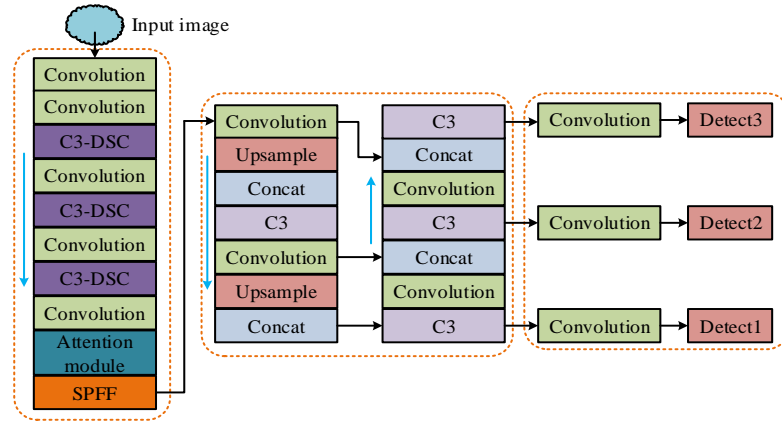 Input image
Convolution
Convolution
C3-DSC
Convolution
C3-DSC
Convolution
C3-DSC
Convolution
Attention
module
SPFF
Convolution
Upsample
Concat
C3
Convolution
Upsample
Concat
C3
Concat
Convolution
C3
Concat
Convolution
C3
Convolution
Detect3
Convolution
Detect2
Convolution
Detect1